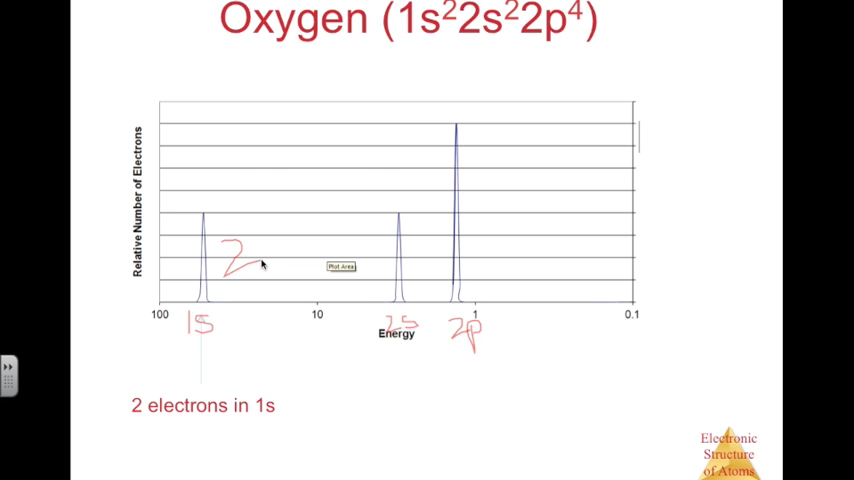 Oxygen (1s²2s²2p⁴)
Relative Number of Electrons
2
Plot Area
100 10 1 0.1
1s 2s 2p
Energy
2 electrons in 1s
Electronic
Structure
of Atoms